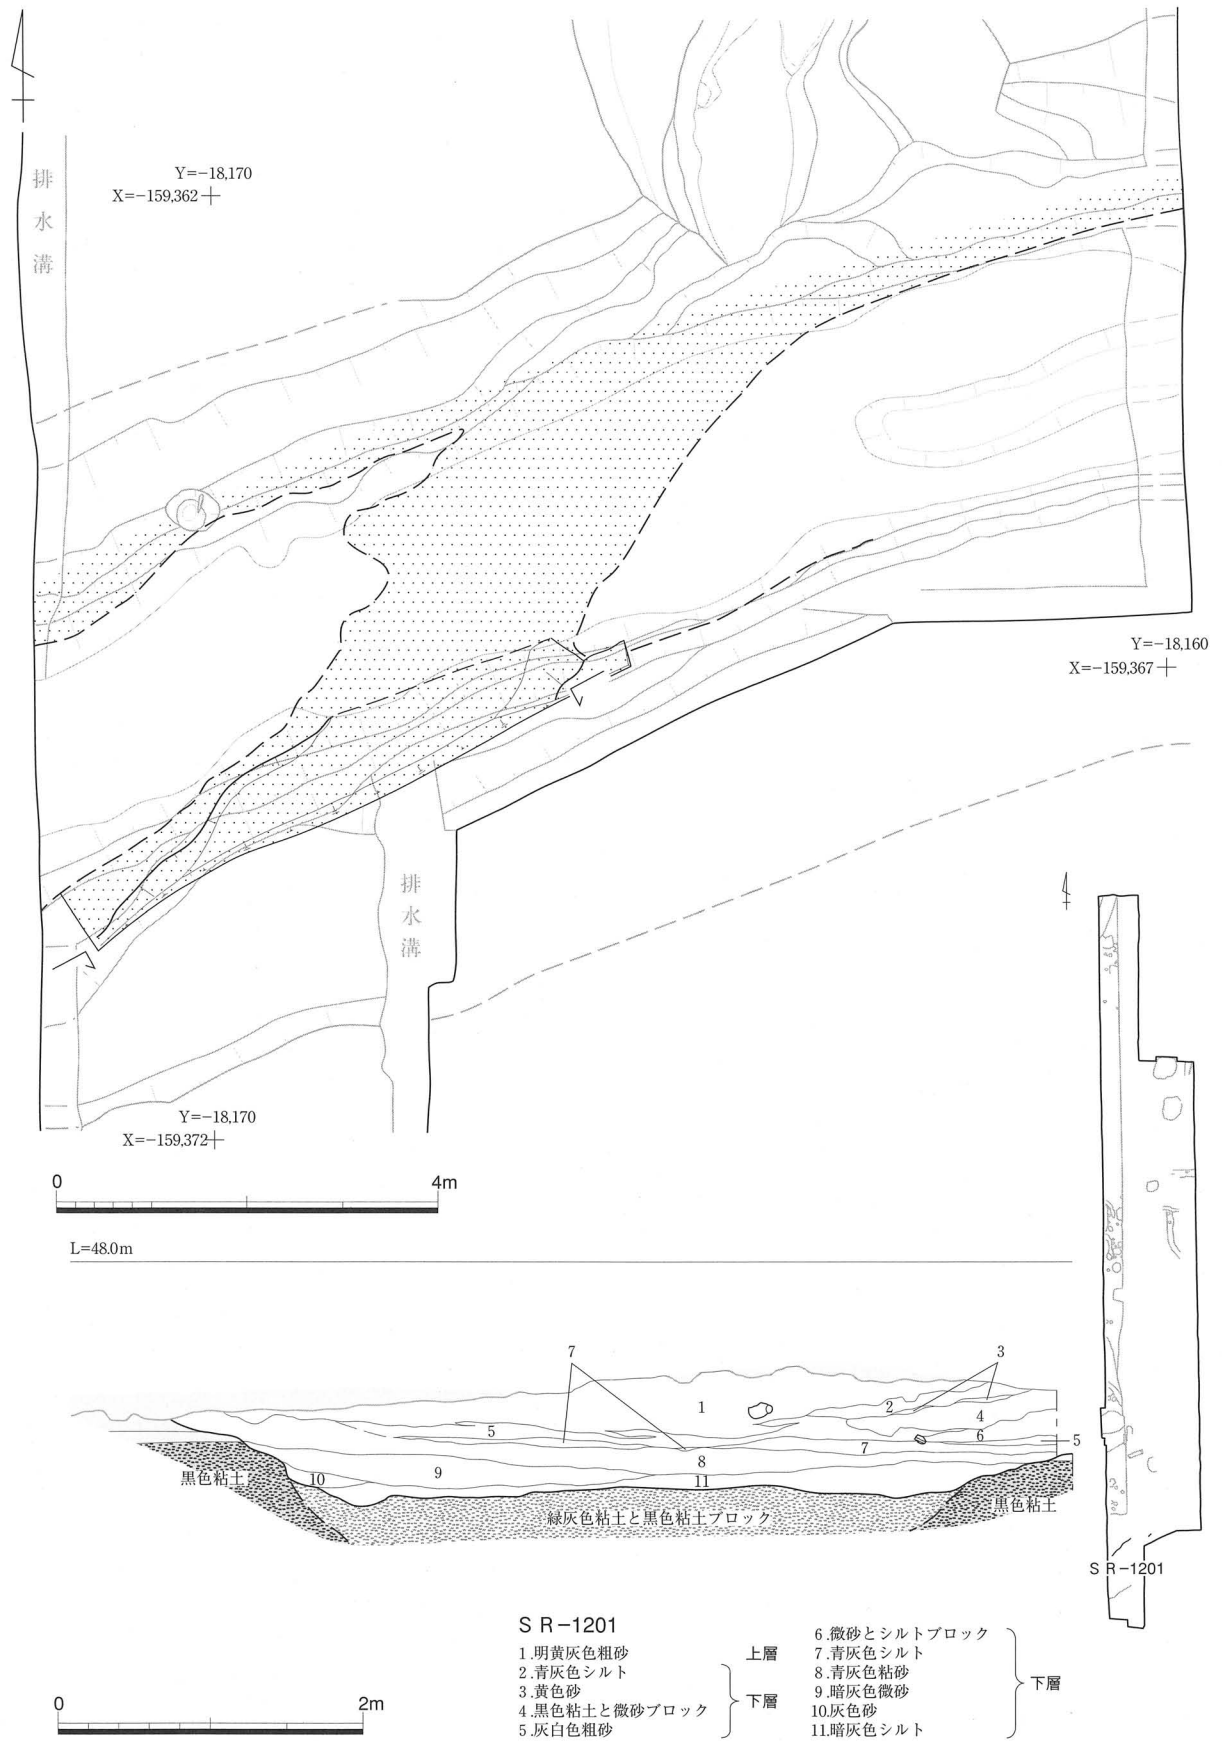 排水溝
Y=−18,170
X=−159,362
Y=−18,160
X=−159,367
排水溝
Y=−18,170
X=−159,372
0 4m
L=48.0m
7
3
1
2
4
5
6
7
5
8
9
10
11
黒色粘土
緑灰色粘土と黒色粘土ブロック
黒色粘土
ＳＲ−1201
ＳＲ−1201
1.明黄灰色粗砂 上層
2.青灰色シルト
3.黄色砂
4.黒色粘土と微砂ブロック
5.灰白色粗砂
下層
6.微砂とシルトブロック
7.青灰色シルト
8.青灰色粘砂
9.暗灰色微砂
10.灰色砂
11.暗灰色シルト
下層
0 2m